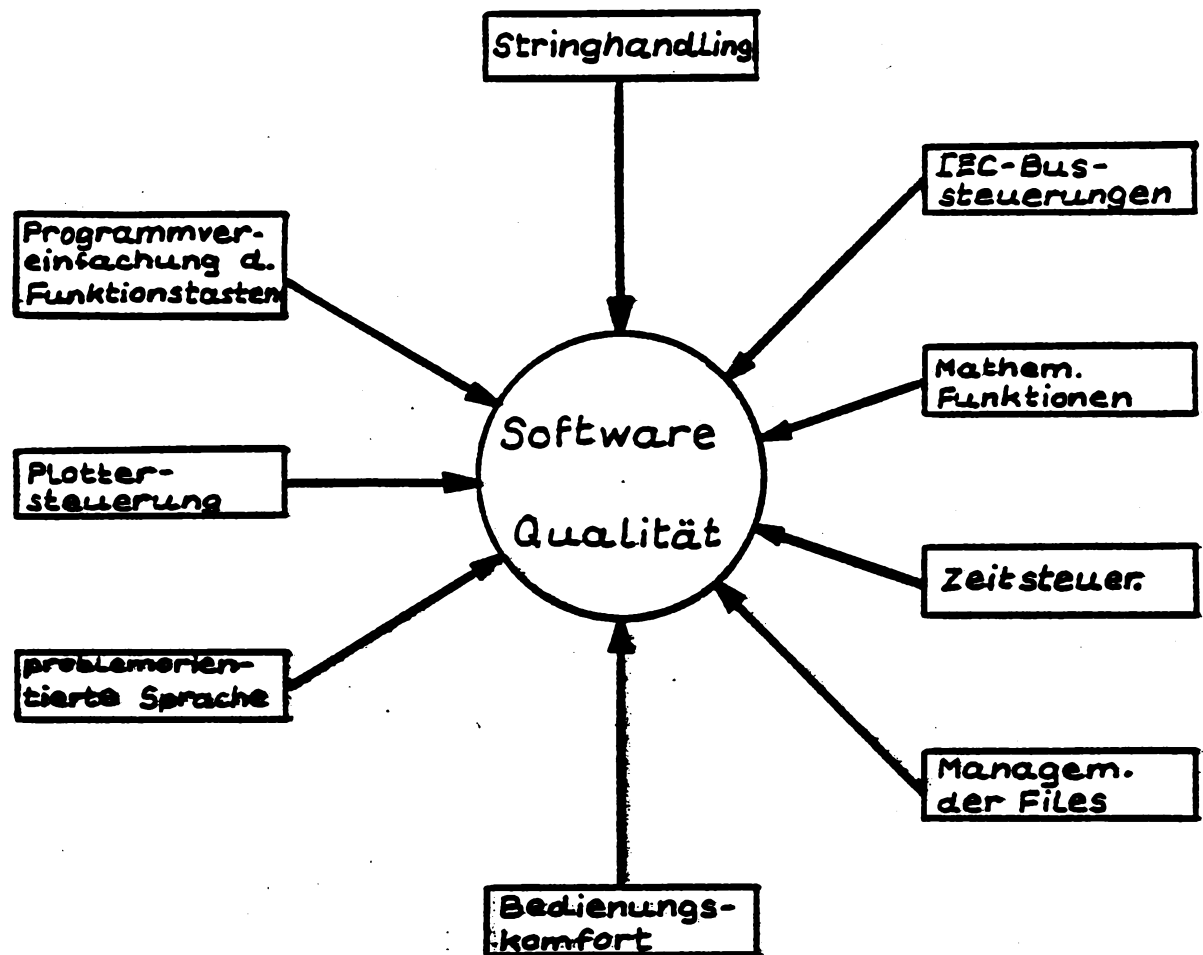 Stringhandling
IEC-Bus-
steuerungen
Programmver-
einfachung d.
Funktionstasten
Mathem.
Funktionen
Software
Qualität
Plotter-
steuerung
Zeitsteuer.
problemorien-
tierte Sprache
Managem.
der Files
Bedienungs-
komfort